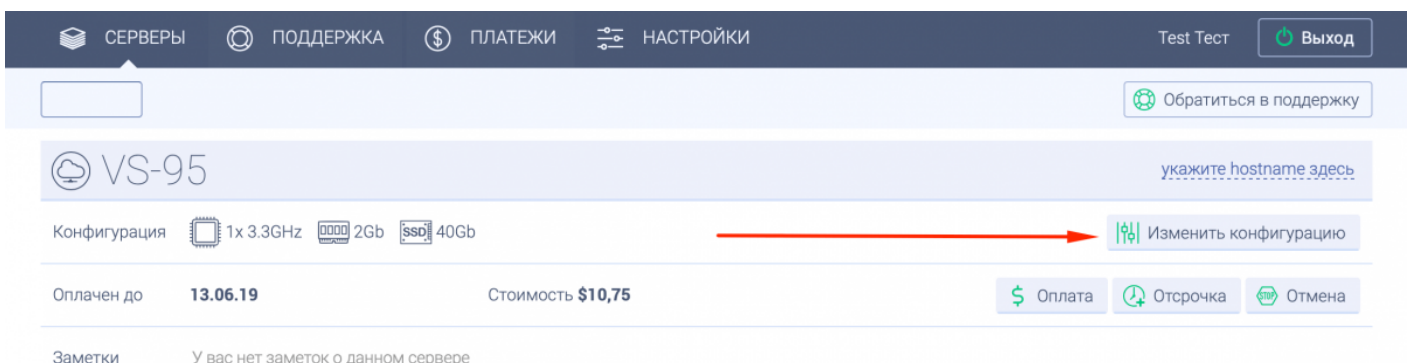 СЕРВЕРЫ ПОДДЕРЖКА ПЛАТЕЖИ НАСТРОЙКИ Test Тест Выход
Обратиться в поддержку
VS-95 укажите hostname здесь
Конфигурация 1x 3.3GHz 2Gb SSD 40Gb Изменить конфигурацию
Оплачен до 13.06.19 Стоимость $10,75 Оплата Отсрочка STOP Отмена
Заметки У вас нет заметок о данном сервере